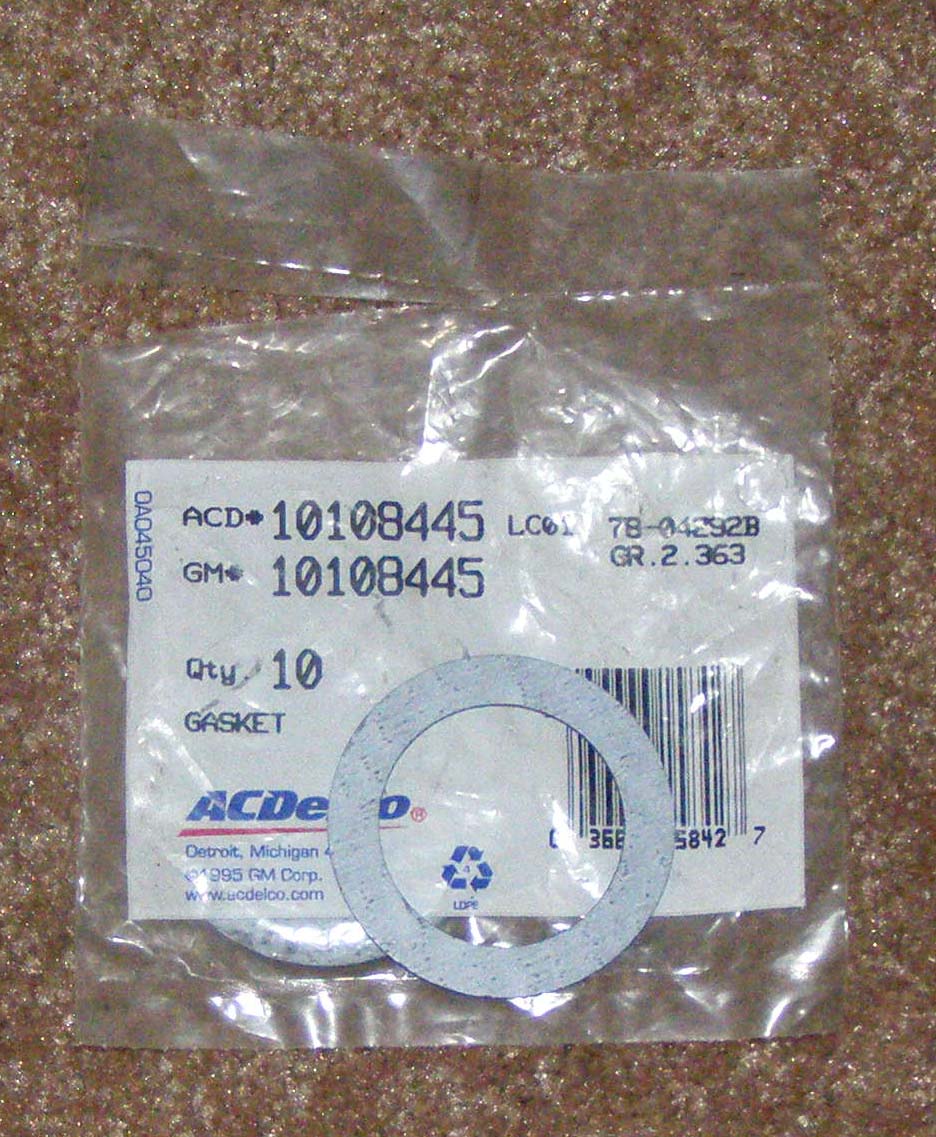 0A045040
ACD# 10108445 LC01 78-04292B
GM# 10108445 GR.2.363
Qty 10
GASKET
ACDelco®
Detroit, Michigan
©1995 GM Corp.
www.acdelco.com
4
LDPE
5842 7